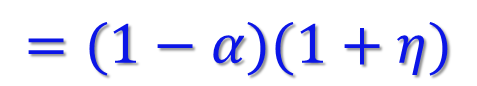 = (1 − α)(1 + η)